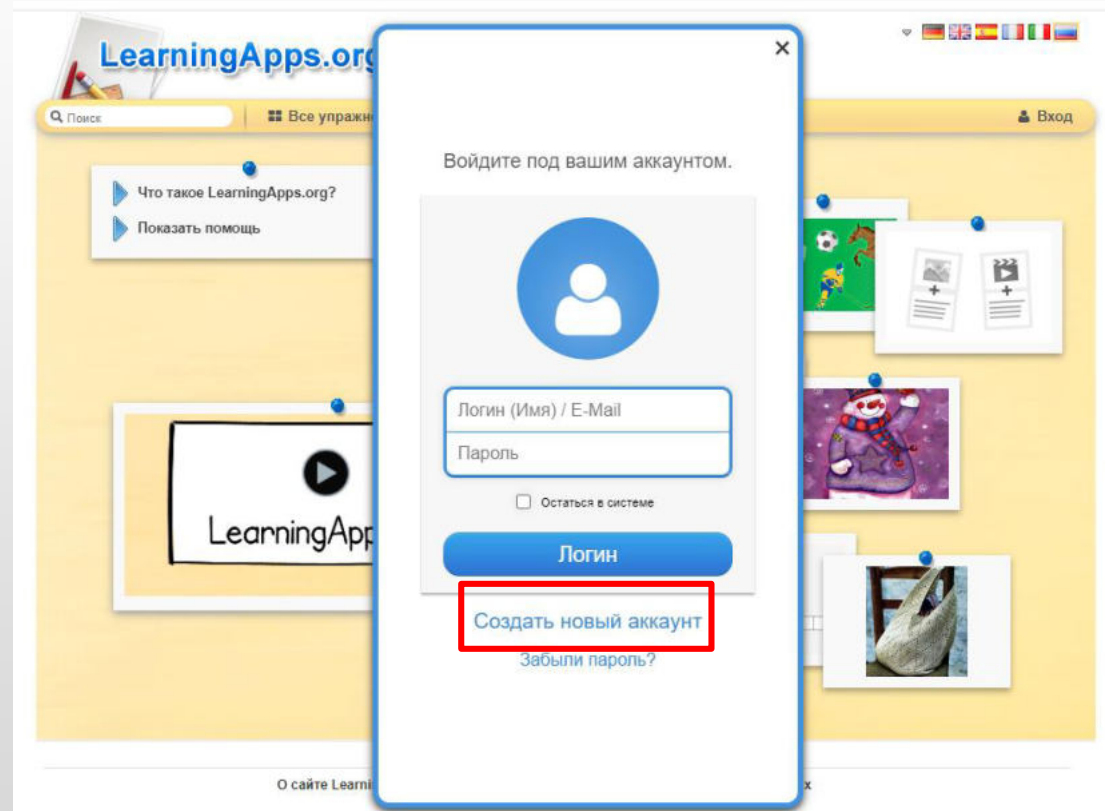 LearningApps.org
Поиск
Все упражн
Вход
Что такое LearningApps.org?
Показать помощь
LearningApp
Войдите под вашим аккаунтом.
Логин (Имя) / E-Mail
Пароль
Остаться в системе
Логин
Создать новый аккаунт
Забыли пароль?
О сайте Learni
х